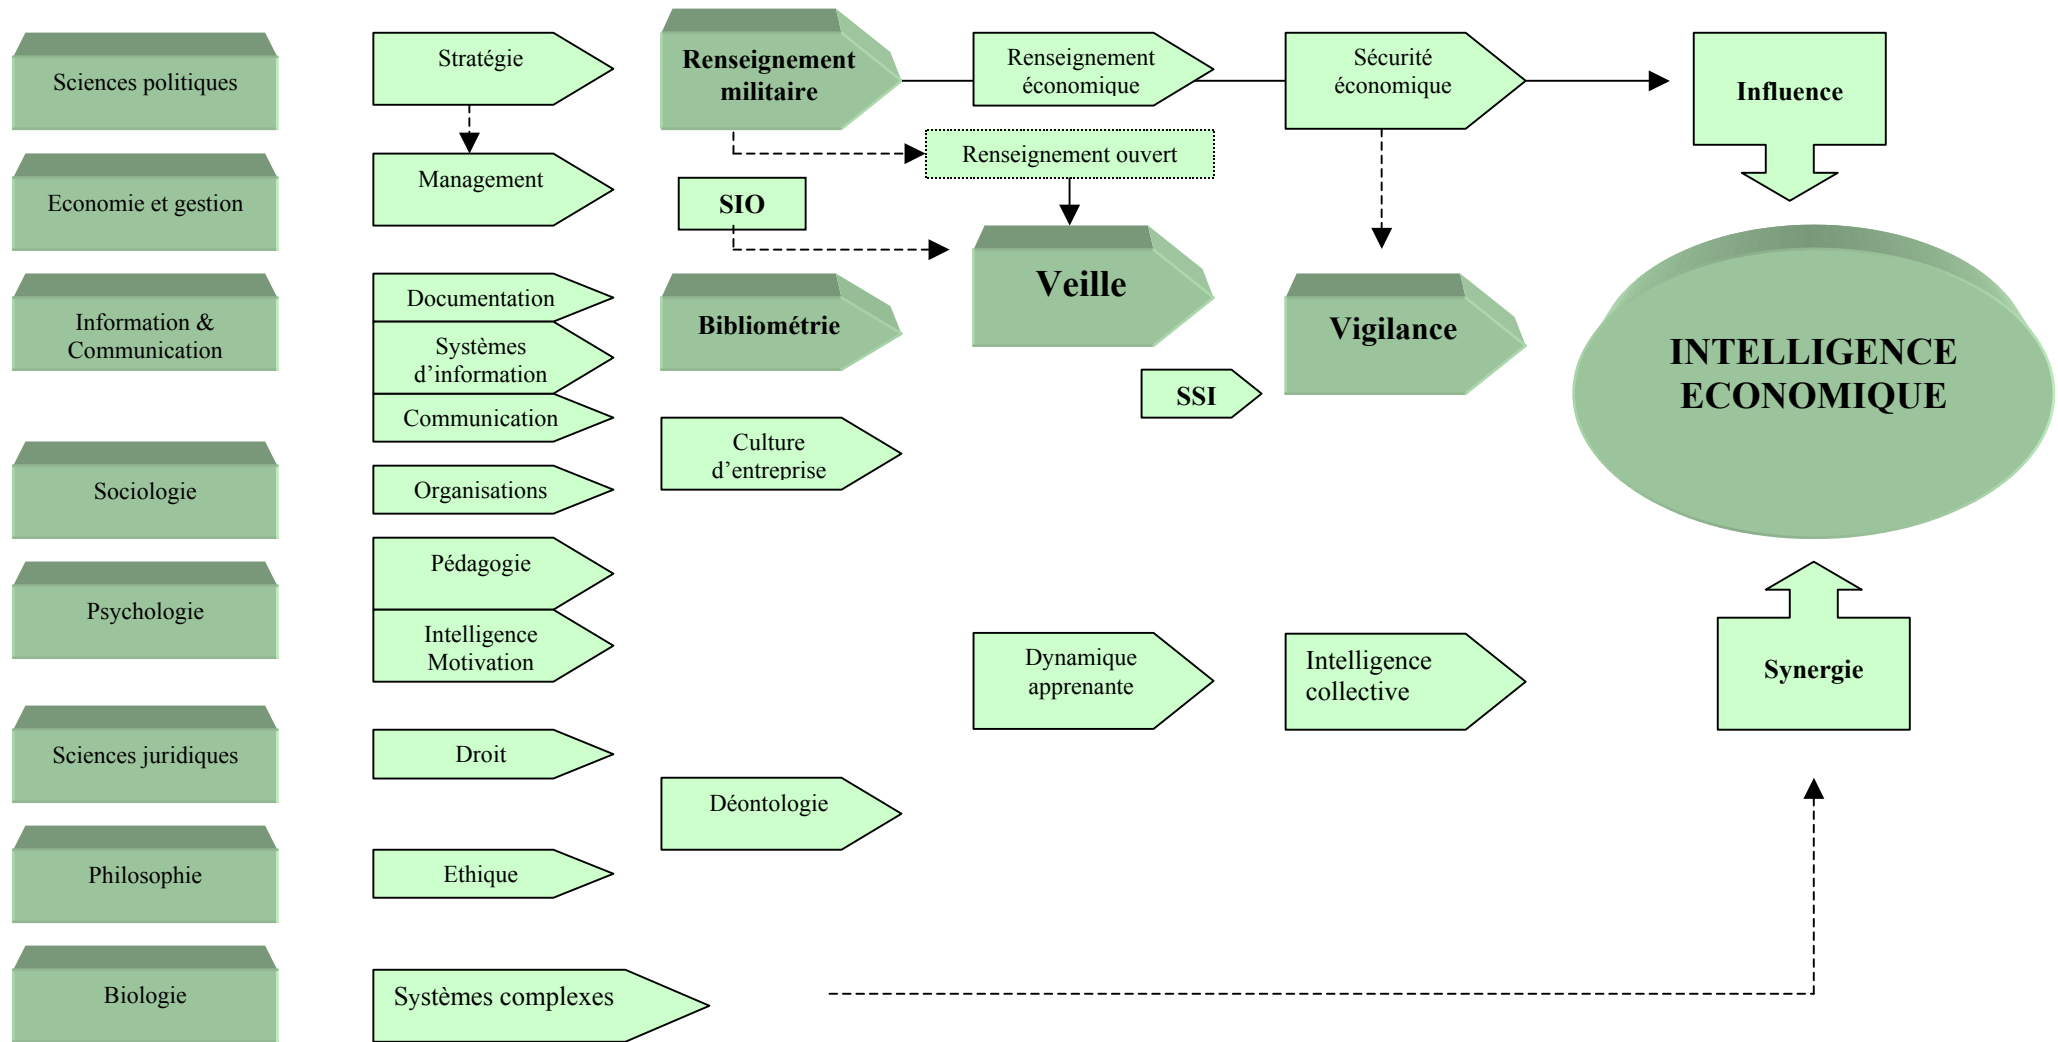 Sciences politiques
Economie et gestion
Information &
Communication
Sociologie
Psychologie
Sciences juridiques
Philosophie
Biologie
Stratégie
Management
Documentation
Systèmes
d’information
Communication
Organisations
Pédagogie
Intelligence
Motivation
Droit
Ethique
Systèmes complexes
Renseignement
militaire
SIO
Bibliométrie
Culture
d’entreprise
Déontologie
Renseignement
économique
Renseignement ouvert
Veille
SSI
Dynamique
apprenante
Sécurité
économique
Vigilance
Intelligence
collective
Influence
INTELLIGENCE
ECONOMIQUE
Synergie